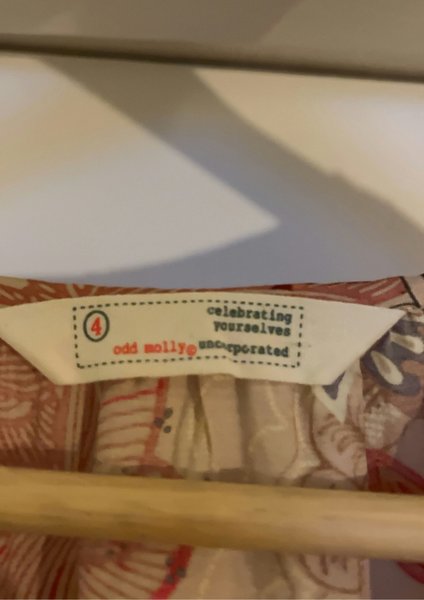 4
celebrating
yourselves
odd molly© uncorporated